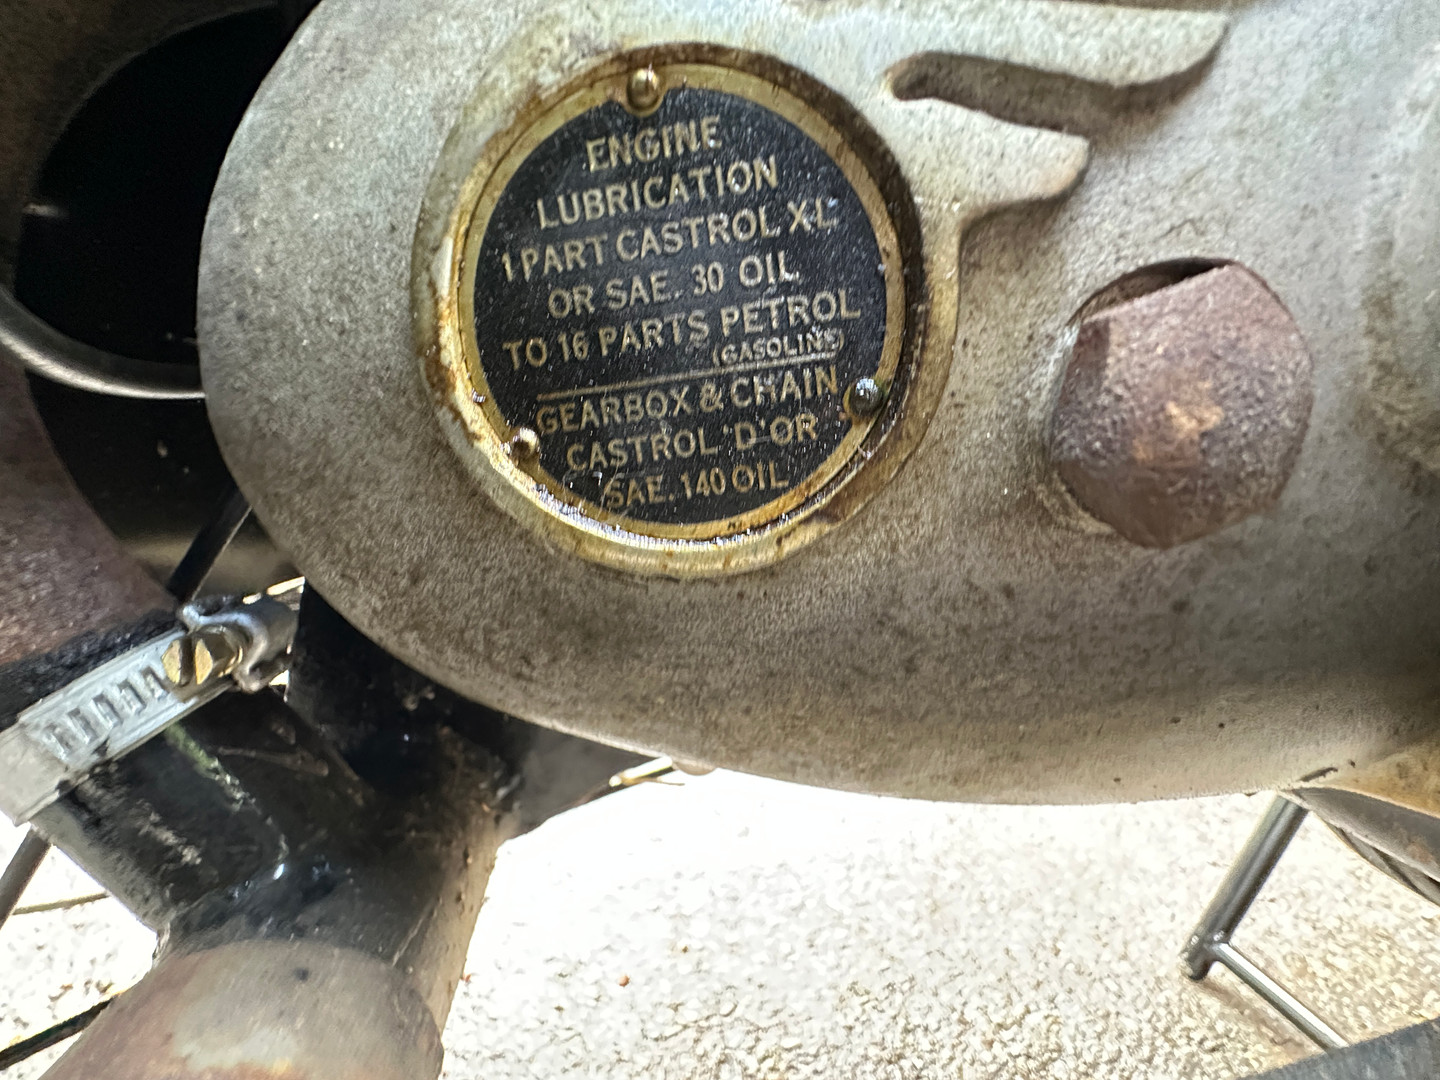 ENGINE
LUBRICATION
1 PART CASTROL XL
OR SAE. 30 OIL
TO 16 PARTS PETROL
(GASOLINE)
GEARBOX & CHAIN
CASTROL 'D' OR
SAE. 140 OIL